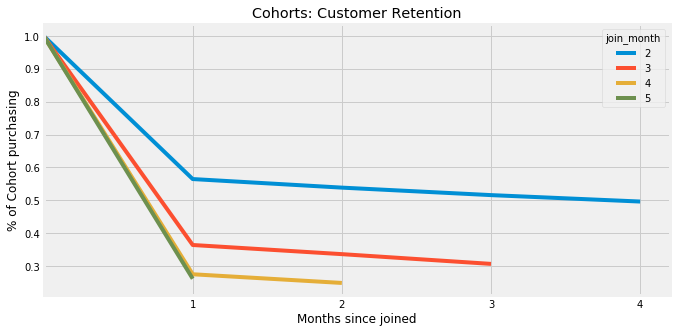 Cohorts: Customer Retention
join_month
2
3
4
5
% of Cohort purchasing
1.0
0.9
0.8
0.7
0.6
0.5
0.4
0.3
1 2 3 4
Months since joined